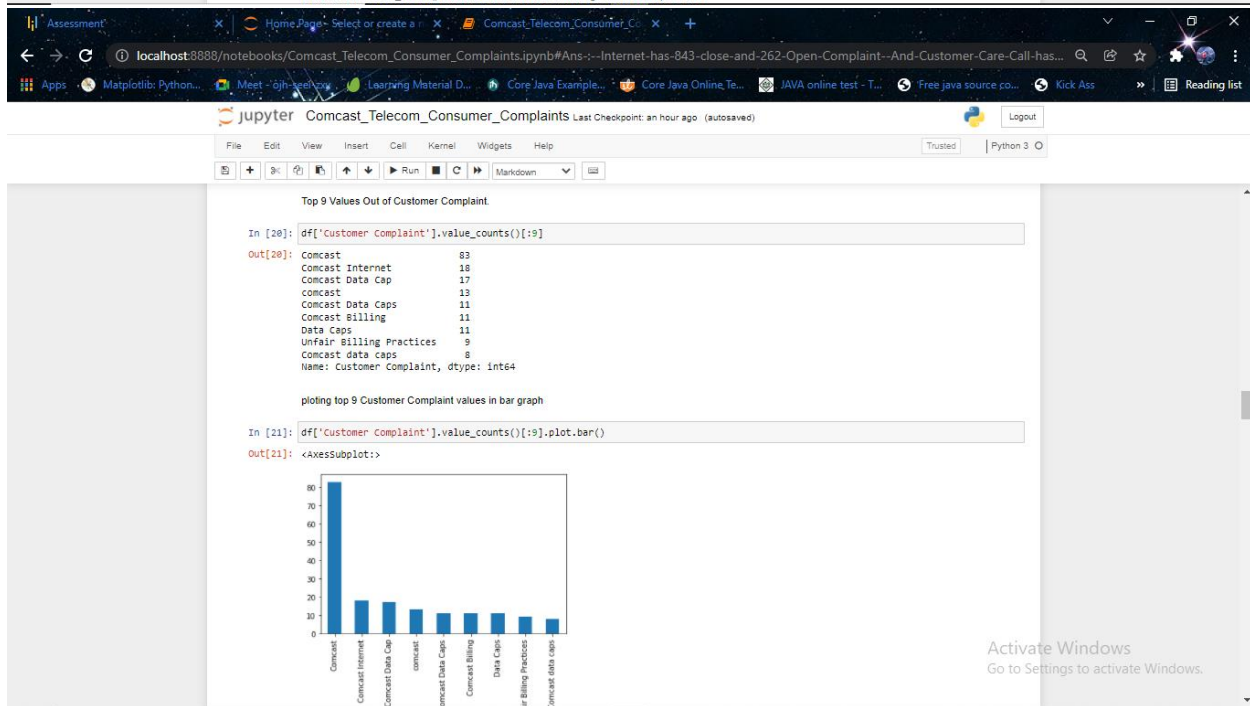 Assessment
Home Page - Select or create a n
Comcast_Telecom_Consumer_Co
localhost:8888/notebooks/Comcast_Telecom_Consumer_Complaints.ipynb#Ans-:--Internet-has-843-close-and-262-Open-Complaint--And-Customer-Care-Call-has...
Apps Matplotlib: Python... Meet - Learning Material D... Core Java Example... Core Java Online Te... JAVA online test - T... Free java source co... Kick Ass » Reading list
jupyter Comcast_Telecom_Consumer_Complaints Last Checkpoint: an hour ago (autosaved) Logout
File Edit View Insert Cell Kernel Widgets Help Trusted Python 3
Run Markdown
Top 9 Values Out of Customer Complaint.
In [20]: df['Customer Complaint'].value_counts()[:9]
Out[20]: Comcast 83
Comcast Internet 18
Comcast Data Cap 17
comcast 13
Comcast Data Caps 11
Comcast Billing 11
Data Caps 11
Unfair Billing Practices 9
Comcast data caps 8
Name: Customer Complaint, dtype: int64
ploting top 9 Customer Complaint values in bar graph
In [21]: df['Customer Complaint'].value_counts()[:9].plot.bar()
Out[21]: <AxesSubplot:>
80
70
60
50
40
30
20
10
0
Comcast
Comcast Internet
Comcast Data Cap
comcast
mcast Data Caps
Comcast Billing
Data Caps
ir Billing Practices
omcast data caps
Activate Windows
Go to Settings to activate Windows.